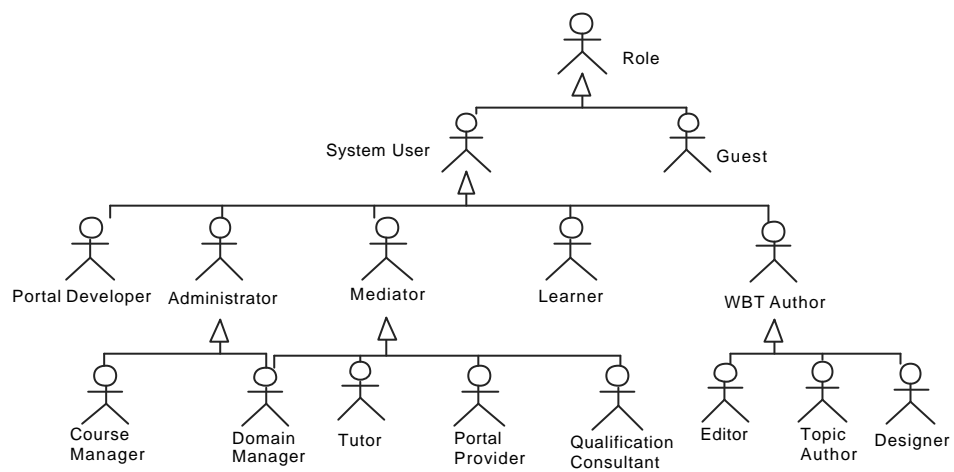 Role
System User
Guest
Portal Developer
Administrator
Mediator
Learner
WBT Author
Course
Manager
Domain
Manager
Tutor
Portal
Provider
Qualification
Consultant
Editor
Topic
Author
Designer